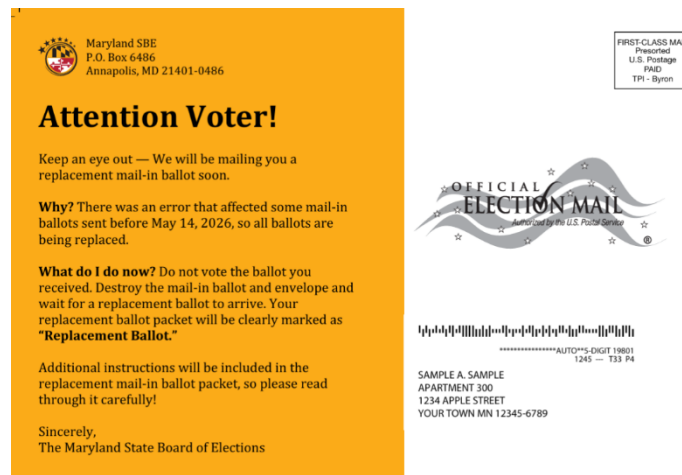 Maryland SBE
P.O. Box 6486
Annapolis, MD 21401-0486
Attention Voter!
Keep an eye out — We will be mailing you a
replacement mail-in ballot soon.
Why? There was an error that affected some mail-in
ballots sent before May 14, 2026, so all ballots are
being replaced.
What do I do now? Do not vote the ballot you
received. Destroy the mail-in ballot and envelope and
wait for a replacement ballot to arrive. Your
replacement ballot packet will be clearly marked as
“Replacement Ballot.”
Additional instructions will be included in the
replacement mail-in ballot packet, so please read
through it carefully!
Sincerely,
The Maryland State Board of Elections
FIRST-CLASS MA
Presorted
U.S. Postage
PAID
TPI - Byron
OFFICIAL
ELECTION MAIL
Authorized by the U.S. Postal Service
®
****************AUTO**5-DIGIT 19801
1245 — T33 P4
SAMPLE A. SAMPLE
APARTMENT 300
1234 APPLE STREET
YOUR TOWN MN 12345-6789